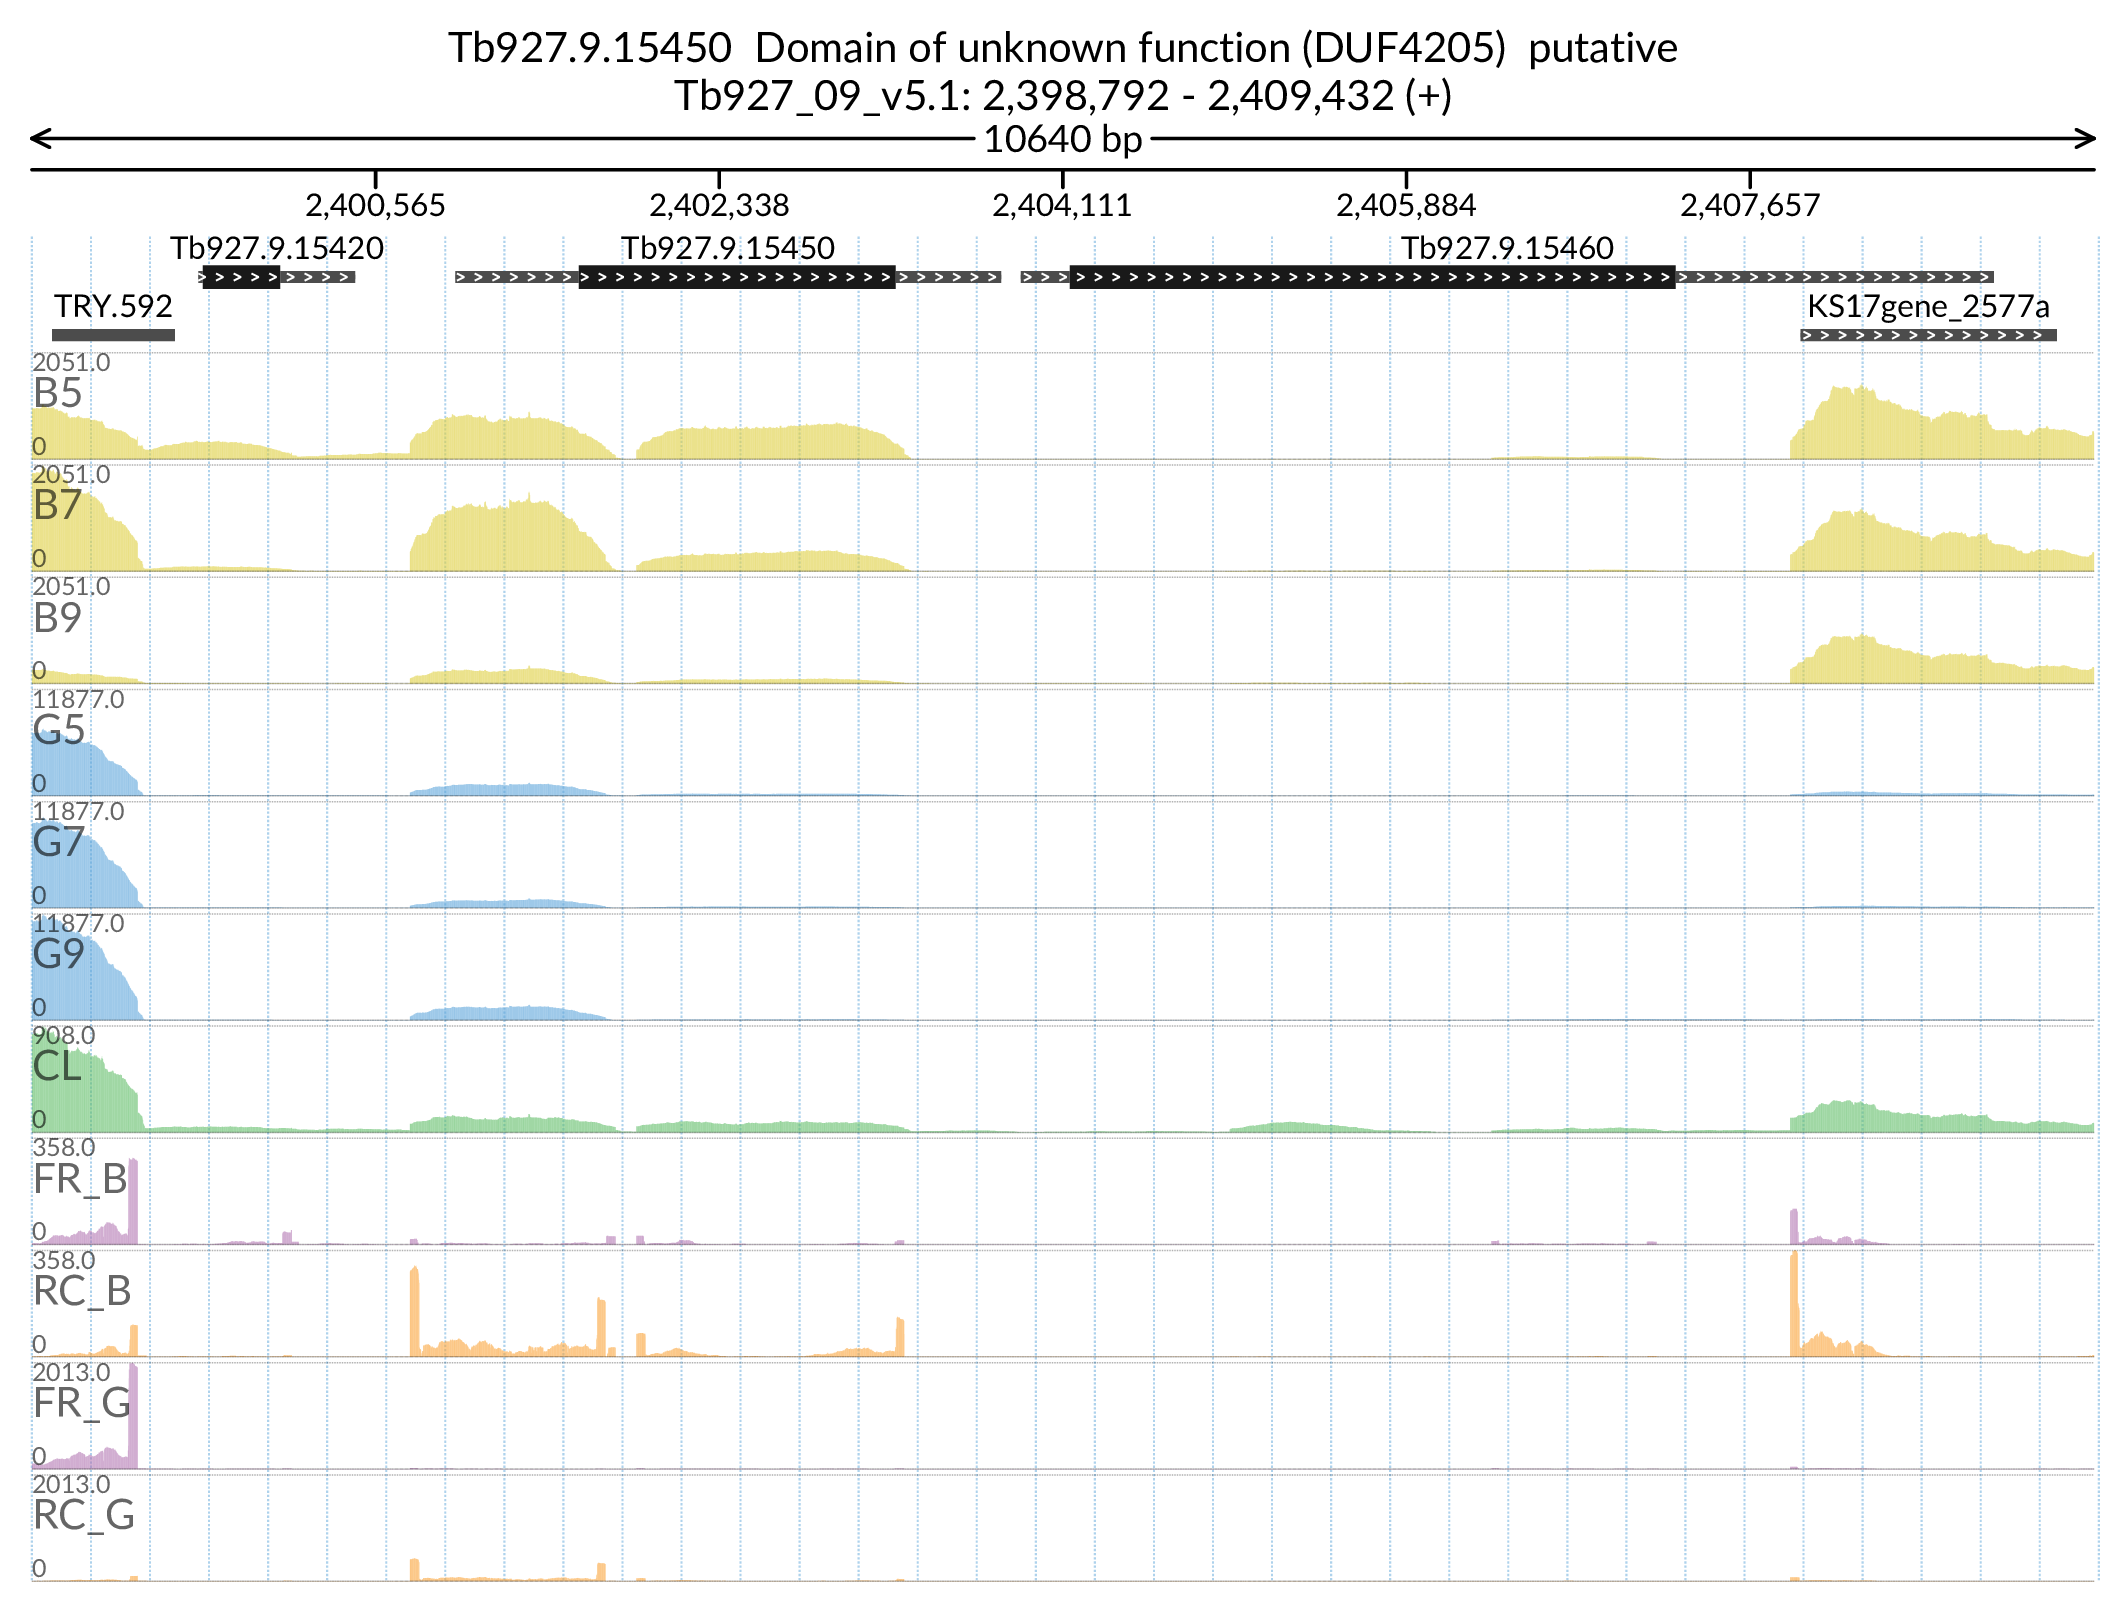 Tb927.9.15450  Domain of unknown function (DUF4205)  putative
Tb927_09_v5.1: 2,398,792 - 2,409,432 (+)
10640 bp
2,400,565 2,402,338 2,404,111 2,405,884 2,407,657
Tb927.9.15420 Tb927.9.15450 Tb927.9.15460
TRY.592 KS17gene_2577a
2051.0
B5
0
2051.0
B7
0
2051.0
B9
0
11877.0
G5
0
11877.0
G7
0
11877.0
G9
0
908.0
CL
0
358.0
FR_B
0
358.0
RC_B
0
2013.0
FR_G
0
2013.0
RC_G
0